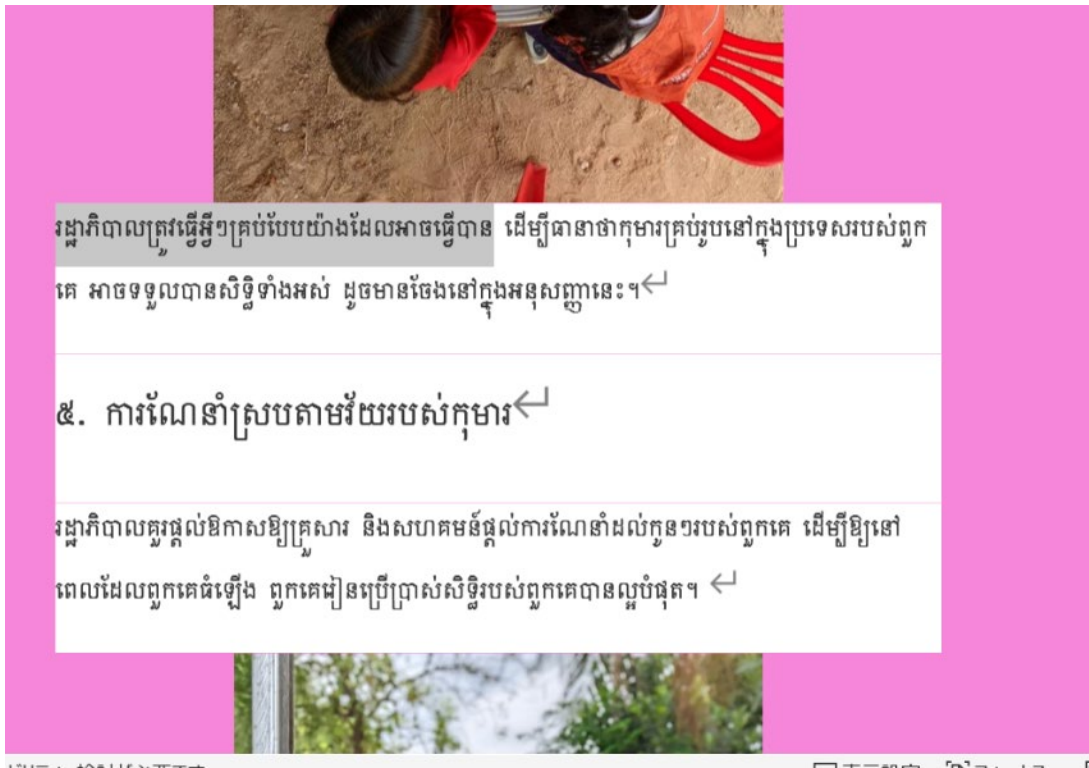 រដ្ឋាភិបាលត្រូវធ្វើអ្វីៗគ្រប់បែបយ៉ាងដែលអាចធ្វើបាន ដើម្បីធានាថាកុមារគ្រប់រូបនៅក្នុងប្រទេសរបស់ពួក
គេ អាចទទួលបានសិទ្ធិទាំងអស់ ដូចមានចែងនៅក្នុងអនុសញ្ញានេះ។
៥. ការណែនាំស្របតាមវ័យរបស់កុមារ
រដ្ឋាភិបាលគួរផ្តល់ឱកាសឱ្យគ្រួសារ និងសហគមន៍ផ្តល់ការណែនាំដល់កូនៗរបស់ពួកគេ ដើម្បីឱ្យនៅ
ពេលដែលពួកគេធំឡើង ពួកគេរៀនប្រើប្រាស់សិទ្ធិរបស់ពួកគេបានល្អបំផុត។